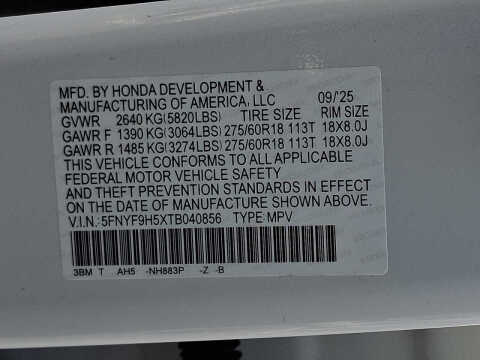 MFD. BY HONDA DEVELOPMENT &
MANUFACTURING OF AMERICA, LLC 09/'25
GVWR 2640 KG(5820LBS) TIRE SIZE RIM SIZE
GAWR F 1390 KG(3064LBS) 275/60R18 113T 18X8.0J
GAWR R 1485 KG(3274LBS) 275/60R18 113T 18X8.0J
THIS VEHICLE CONFORMS TO ALL APPLICABLE
FEDERAL MOTOR VEHICLE SAFETY
AND THEFT PREVENTION STANDARDS IN EFFECT
ON THE DATE OF MANUFACTURE SHOWN ABOVE.
V.I.N.: 5FNYF9H5XTB040856 TYPE: MPV
3BM T AH5 -NH883P -Z -B